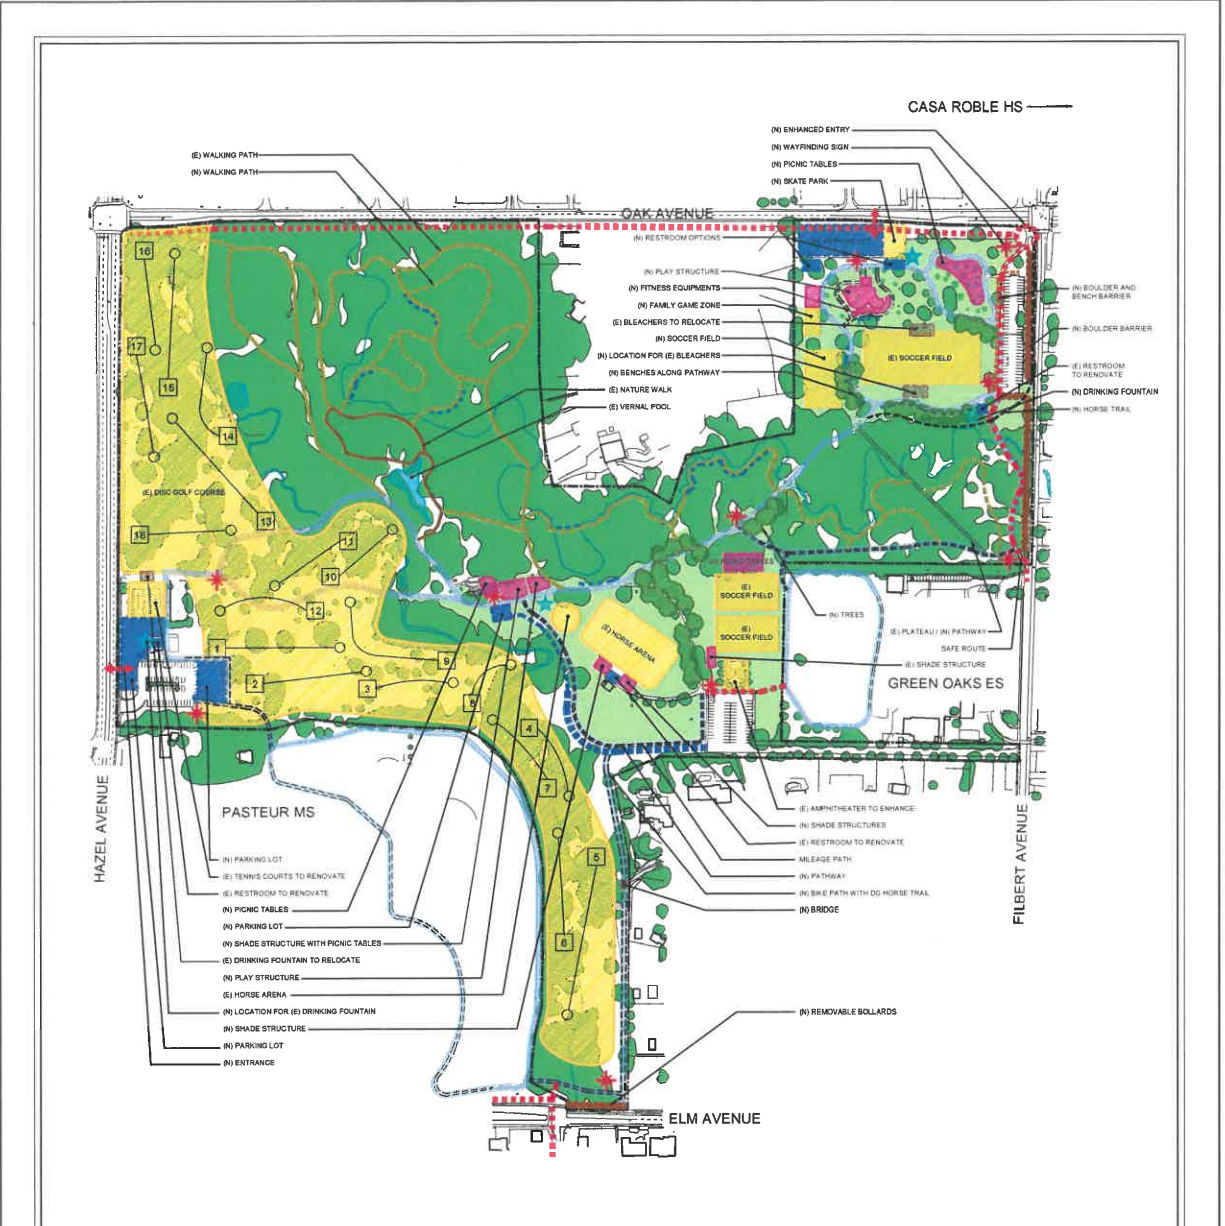 CASA ROBLE HS
(N) ENHANCED ENTRY
(N) WAYFINDING SIGN
(N) PICNIC TABLES
(N) SKATE PARK
(E) WALKING PATH
(N) WALKING PATH
OAK AVENUE
(N) RESTROOM OPTIONS
(N) PLAY STRUCTURE
(N) FITNESS EQUIPMENTS
(N) FAMILY GAME ZONE
(E) BLEACHERS TO RELOCATE
(N) SOCCER FIELD
(N) LOCATION FOR (E) BLEACHERS
(N) BENCHES ALONG PATHWAY
(E) NATURE WALK
(E) VERNAL POOL
(E) SOCCER FIELD
(N) BOULDER AND
BENCH BARRIER
(N) BOULDER BARRIER
(E) RESTROOM
TO RENOVATE
(N) DRINKING FOUNTAIN
(N) HORSE TRAIL
16
17
15
14
(E) DISC GOLF COURSE
13
18
11
10
12
1
9
2
3
8
4
7
5
6
(N) PICNIC TABLES
(E)
SOCCER FIELD
(E)
SOCCER FIELD
(E) HORSE ARENA
(N) TREES
(E) PLATEAU / (N) PATHWAY
SAFE ROUTE
(E) SHADE STRUCTURE
GREEN OAKS ES
HAZEL AVENUE
PASTEUR MS
FILBERT AVENUE
(E) AMPHITHEATER TO ENHANCE
(N) SHADE STRUCTURES
(E) RESTROOM TO RENOVATE
MILEAGE PATH
(N) PATHWAY
(N) BIKE PATH WITH DG HORSE TRAIL
(N) BRIDGE
(N) PARKING LOT
(E) TENNIS COURTS TO RENOVATE
(E) RESTROOM TO RENOVATE
(N) PICNIC TABLES
(N) PARKING LOT
(N) SHADE STRUCTURE WITH PICNIC TABLES
(E) DRINKING FOUNTAIN TO RELOCATE
(N) PLAY STRUCTURE
(E) HORSE ARENA
(N) LOCATION FOR (E) DRINKING FOUNTAIN
(N) SHADE STRUCTURE
(N) PARKING LOT
(N) ENTRANCE
(N) REMOVABLE BOLLARDS
ELM AVENUE